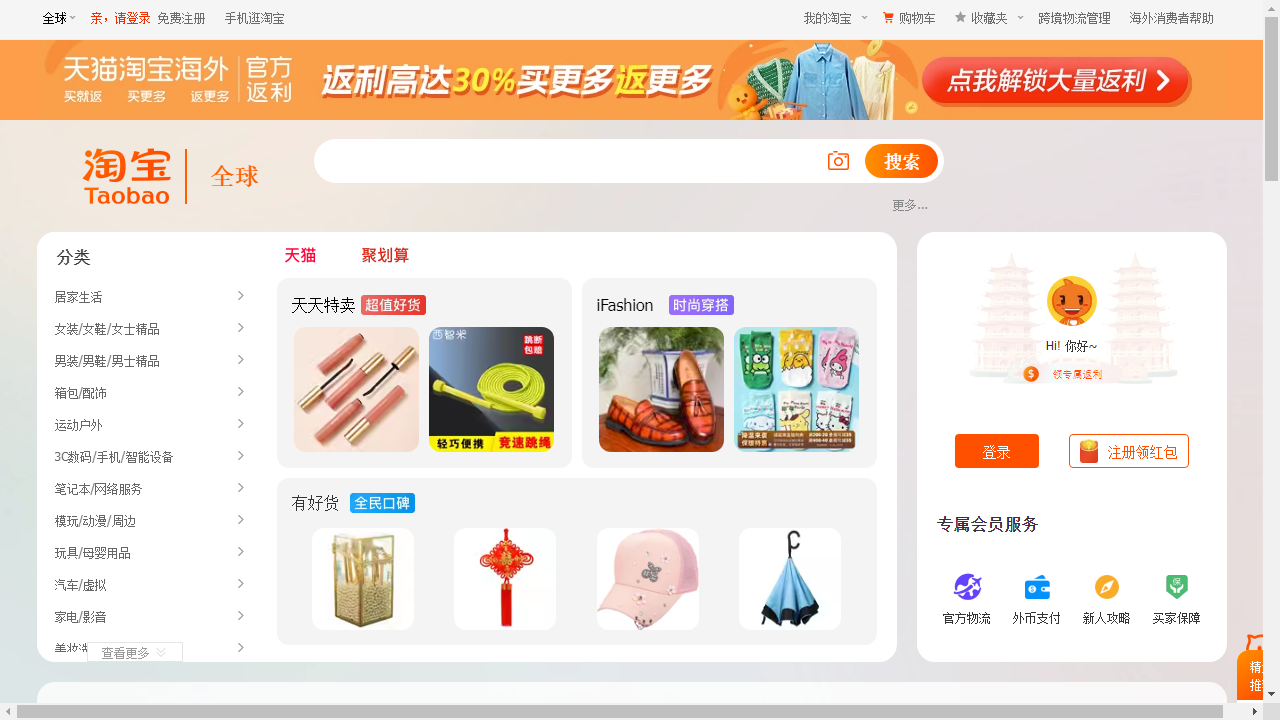 全球 亲，请登录 免费注册 手机逛淘宝 我的淘宝 购物车 收藏夹 跨境物流管理 海外消费者帮助
天猫淘宝海外 官方返利
买就返 买更多 返更多
返利高达30%买更多返更多
点我解锁大量返利
淘宝
Taobao
全球
搜索
更多...
分类
居家生活
女装/女鞋/女士精品
男装/男鞋/男士精品
箱包/配饰
运动户外
3C数码/手机/智能设备
笔记本/网络服务
模玩/动漫/周边
玩具/母婴用品
汽车/虚拟
家电/影音
查看更多
天猫 聚划算
天天特卖 超值好货
西智米
跳断
包赔
轻巧便携 竞速跳绳
iFashion 时尚穿搭
有好货 全民口碑
Hi! 你好~
领专属返利
登录 注册领红包
专属会员服务
官方物流 外币支付 新人攻略 买家保障